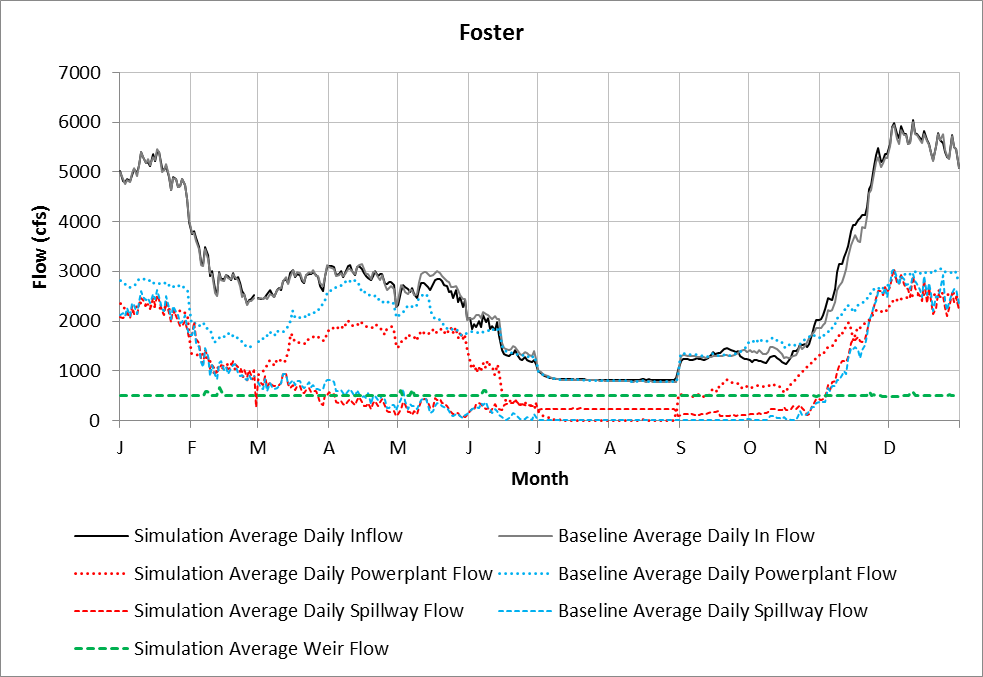 Foster
7000
6000
5000
4000
3000
2000
1000
0
Flow (cfs)
J F M A M J J A S O N D
Month
Simulation Average Daily Inflow
Baseline Average Daily In Flow
Simulation Average Daily Powerplant Flow
Baseline Average Daily Powerplant Flow
Simulation Average Daily Spillway Flow
Baseline Average Daily Spillway Flow
Simulation Average Weir Flow